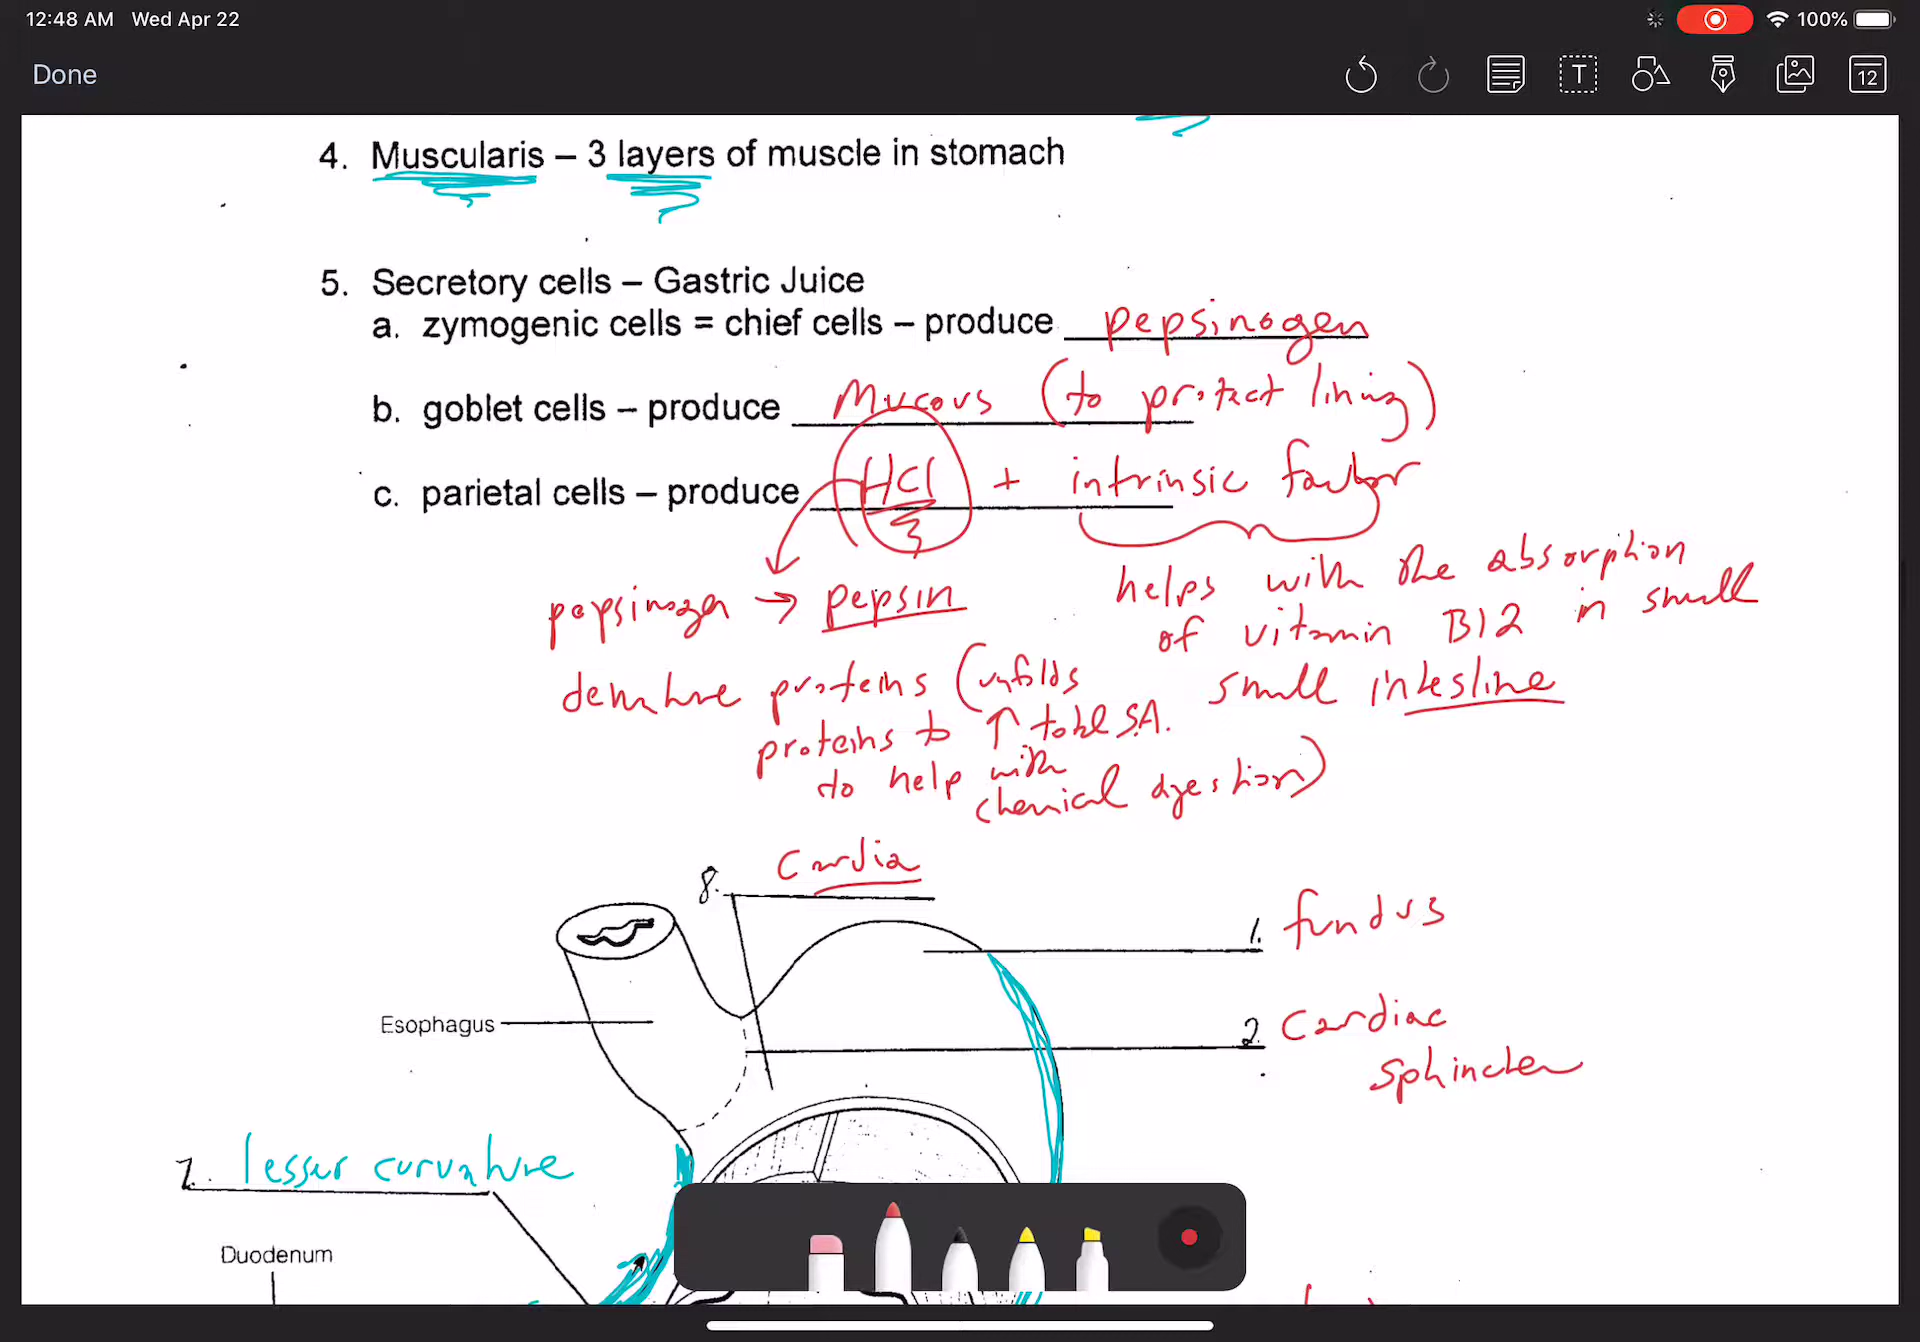 12:48 AM Wed Apr 22
100%
Done
T
12
4. Muscularis – 3 layers of muscle in stomach
5. Secretory cells – Gastric Juice
a. zymogenic cells = chief cells – produce pepsinogen
b. goblet cells – produce Mucous (to protect lining)
c. parietal cells – produce HCl + intrinsic factor
pepsinogen → pepsin
helps with the absorption
of vitamin B12 in small
small intestine
denature proteins (unfolds
proteins to ↑ total S.A.
to help with
chemical digestion)
8. Cardia
1. fundus
Esophagus
2. Cardiac
sphincter
7. lesser curvature
Duodenum